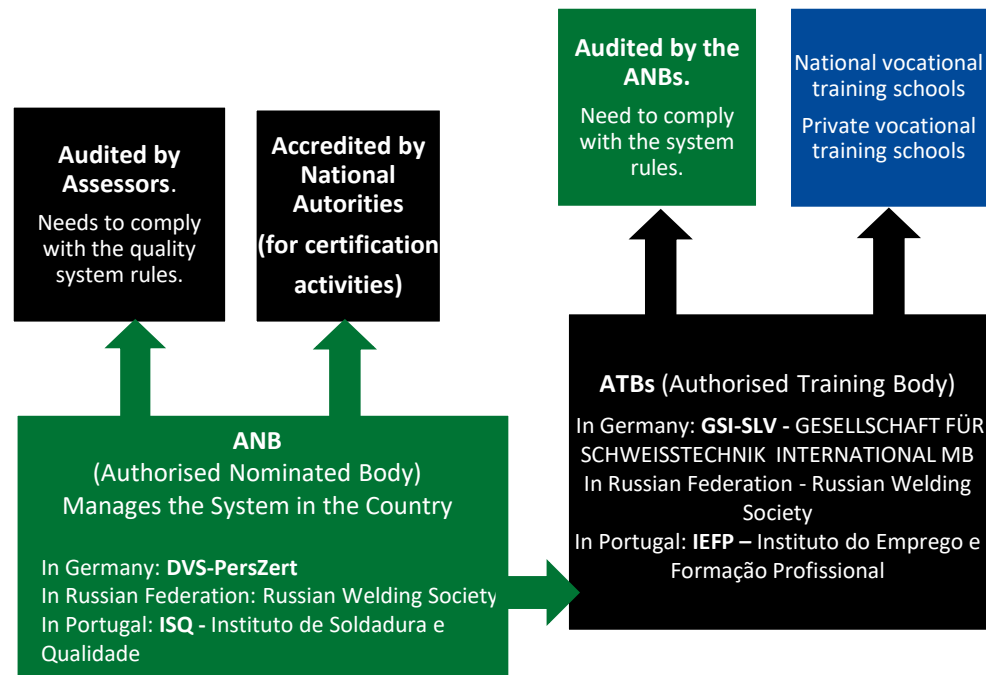 Audited by
Assessors.
Needs to comply
with the quality
system rules.
Accredited by
National
Autorities
(for certification
activities)
Audited by the
ANBs.
Need to comply
with the system
rules.
National vocational
training schools
Private vocational
training schools
ANB
(Authorised Nominated Body)
Manages the System in the Country
In Germany: DVS-PersZert
In Russian Federation: Russian Welding Society
In Portugal: ISQ - Instituto de Soldadura e
Qualidade
ATBs (Authorised Training Body)
In Germany: GSI-SLV - GESELLSCHAFT FÜR
SCHWEISSTECHNIK INTERNATIONAL MB
In Russian Federation - Russian Welding
Society
In Portugal: IEFP – Instituto do Emprego e
Formação Profissional